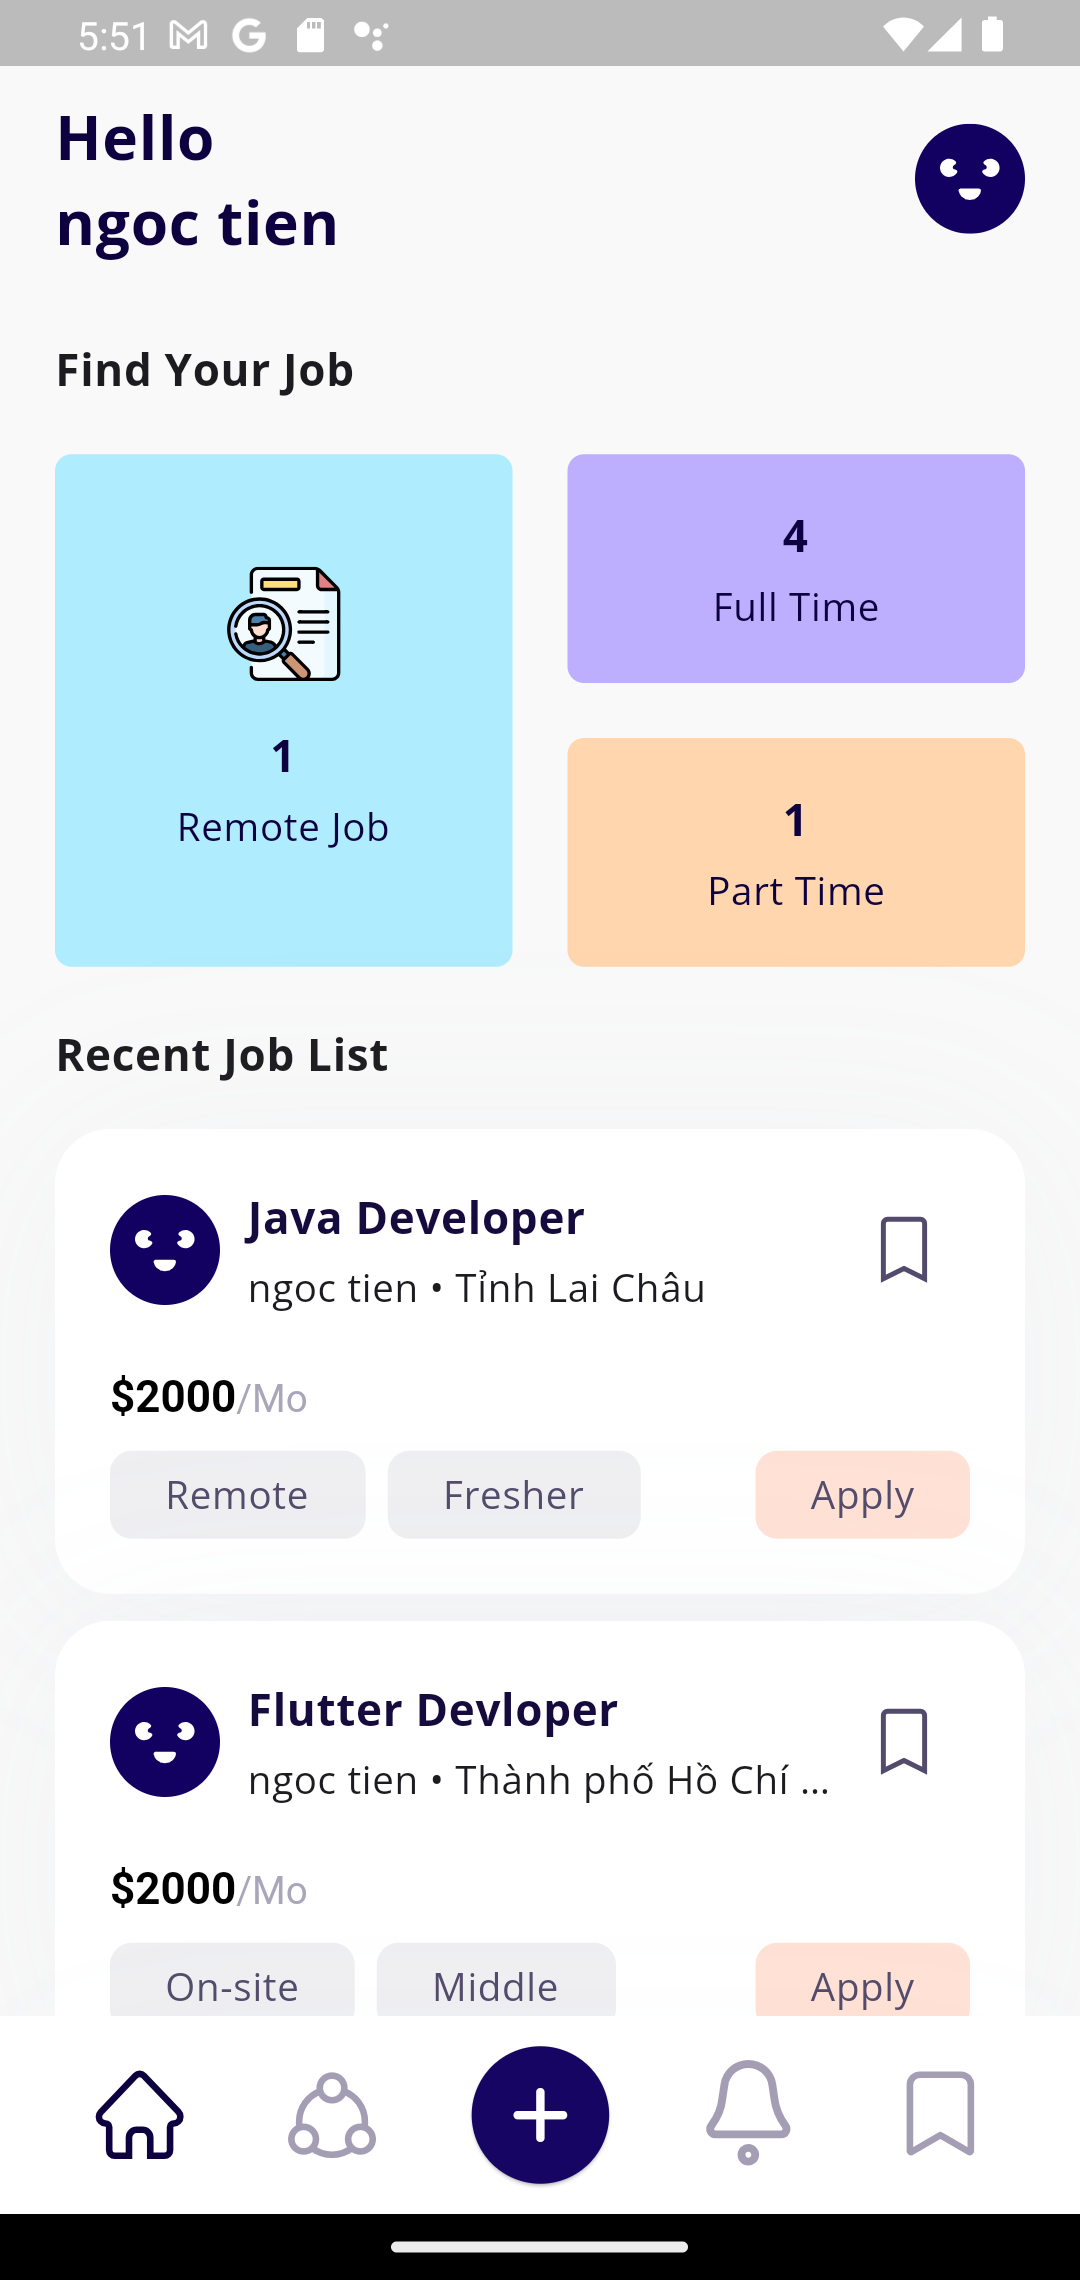 5:51
Hello
ngoc tien
Find Your Job
1
Remote Job
4
Full Time
1
Part Time
Recent Job List
Java Developer
ngoc tien • Tỉnh Lai Châu
$2000/Mo
Remote Fresher Apply
Flutter Devloper
ngoc tien • Thành phố Hồ Chí ...
$2000/Mo
On-site Middle Apply